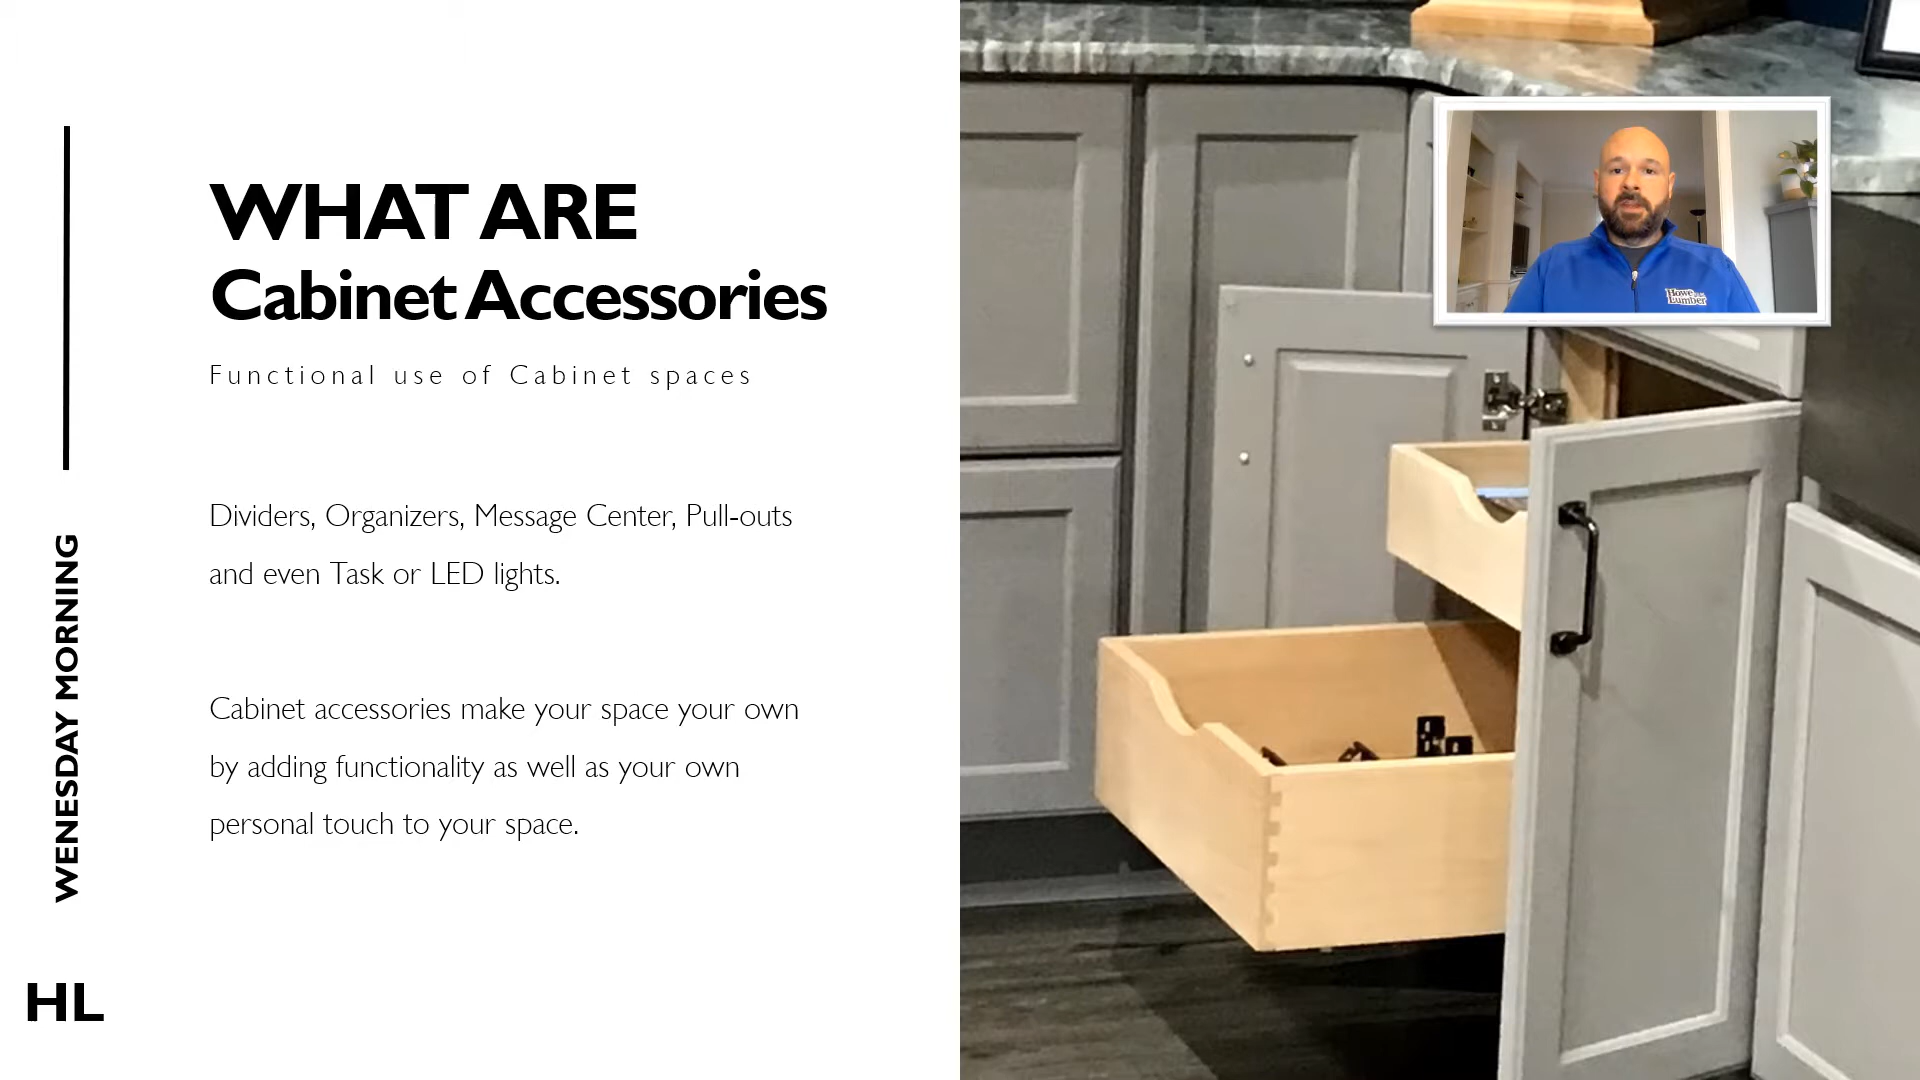 WHAT ARE
Cabinet Accessories
Functional use of Cabinet spaces
Dividers, Organizers, Message Center, Pull-outs
and even Task or LED lights.
Cabinet accessories make your space your own
by adding functionality as well as your own
personal touch to your space.
WENESDAY MORNING
HL
Howe
Lumber